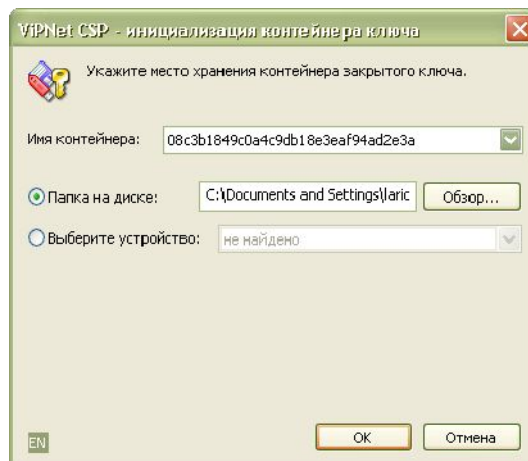 ViPNet CSP - инициализация контейнера ключа
Укажите место хранения контейнера закрытого ключа.
Имя контейнера: 08c3b1849c0a4c9db18e3eaf94ad2e3a
Папка на диске: C:\Documents and Settings\laric Обзор...
Выберите устройство: не найдено
EN OK Отмена